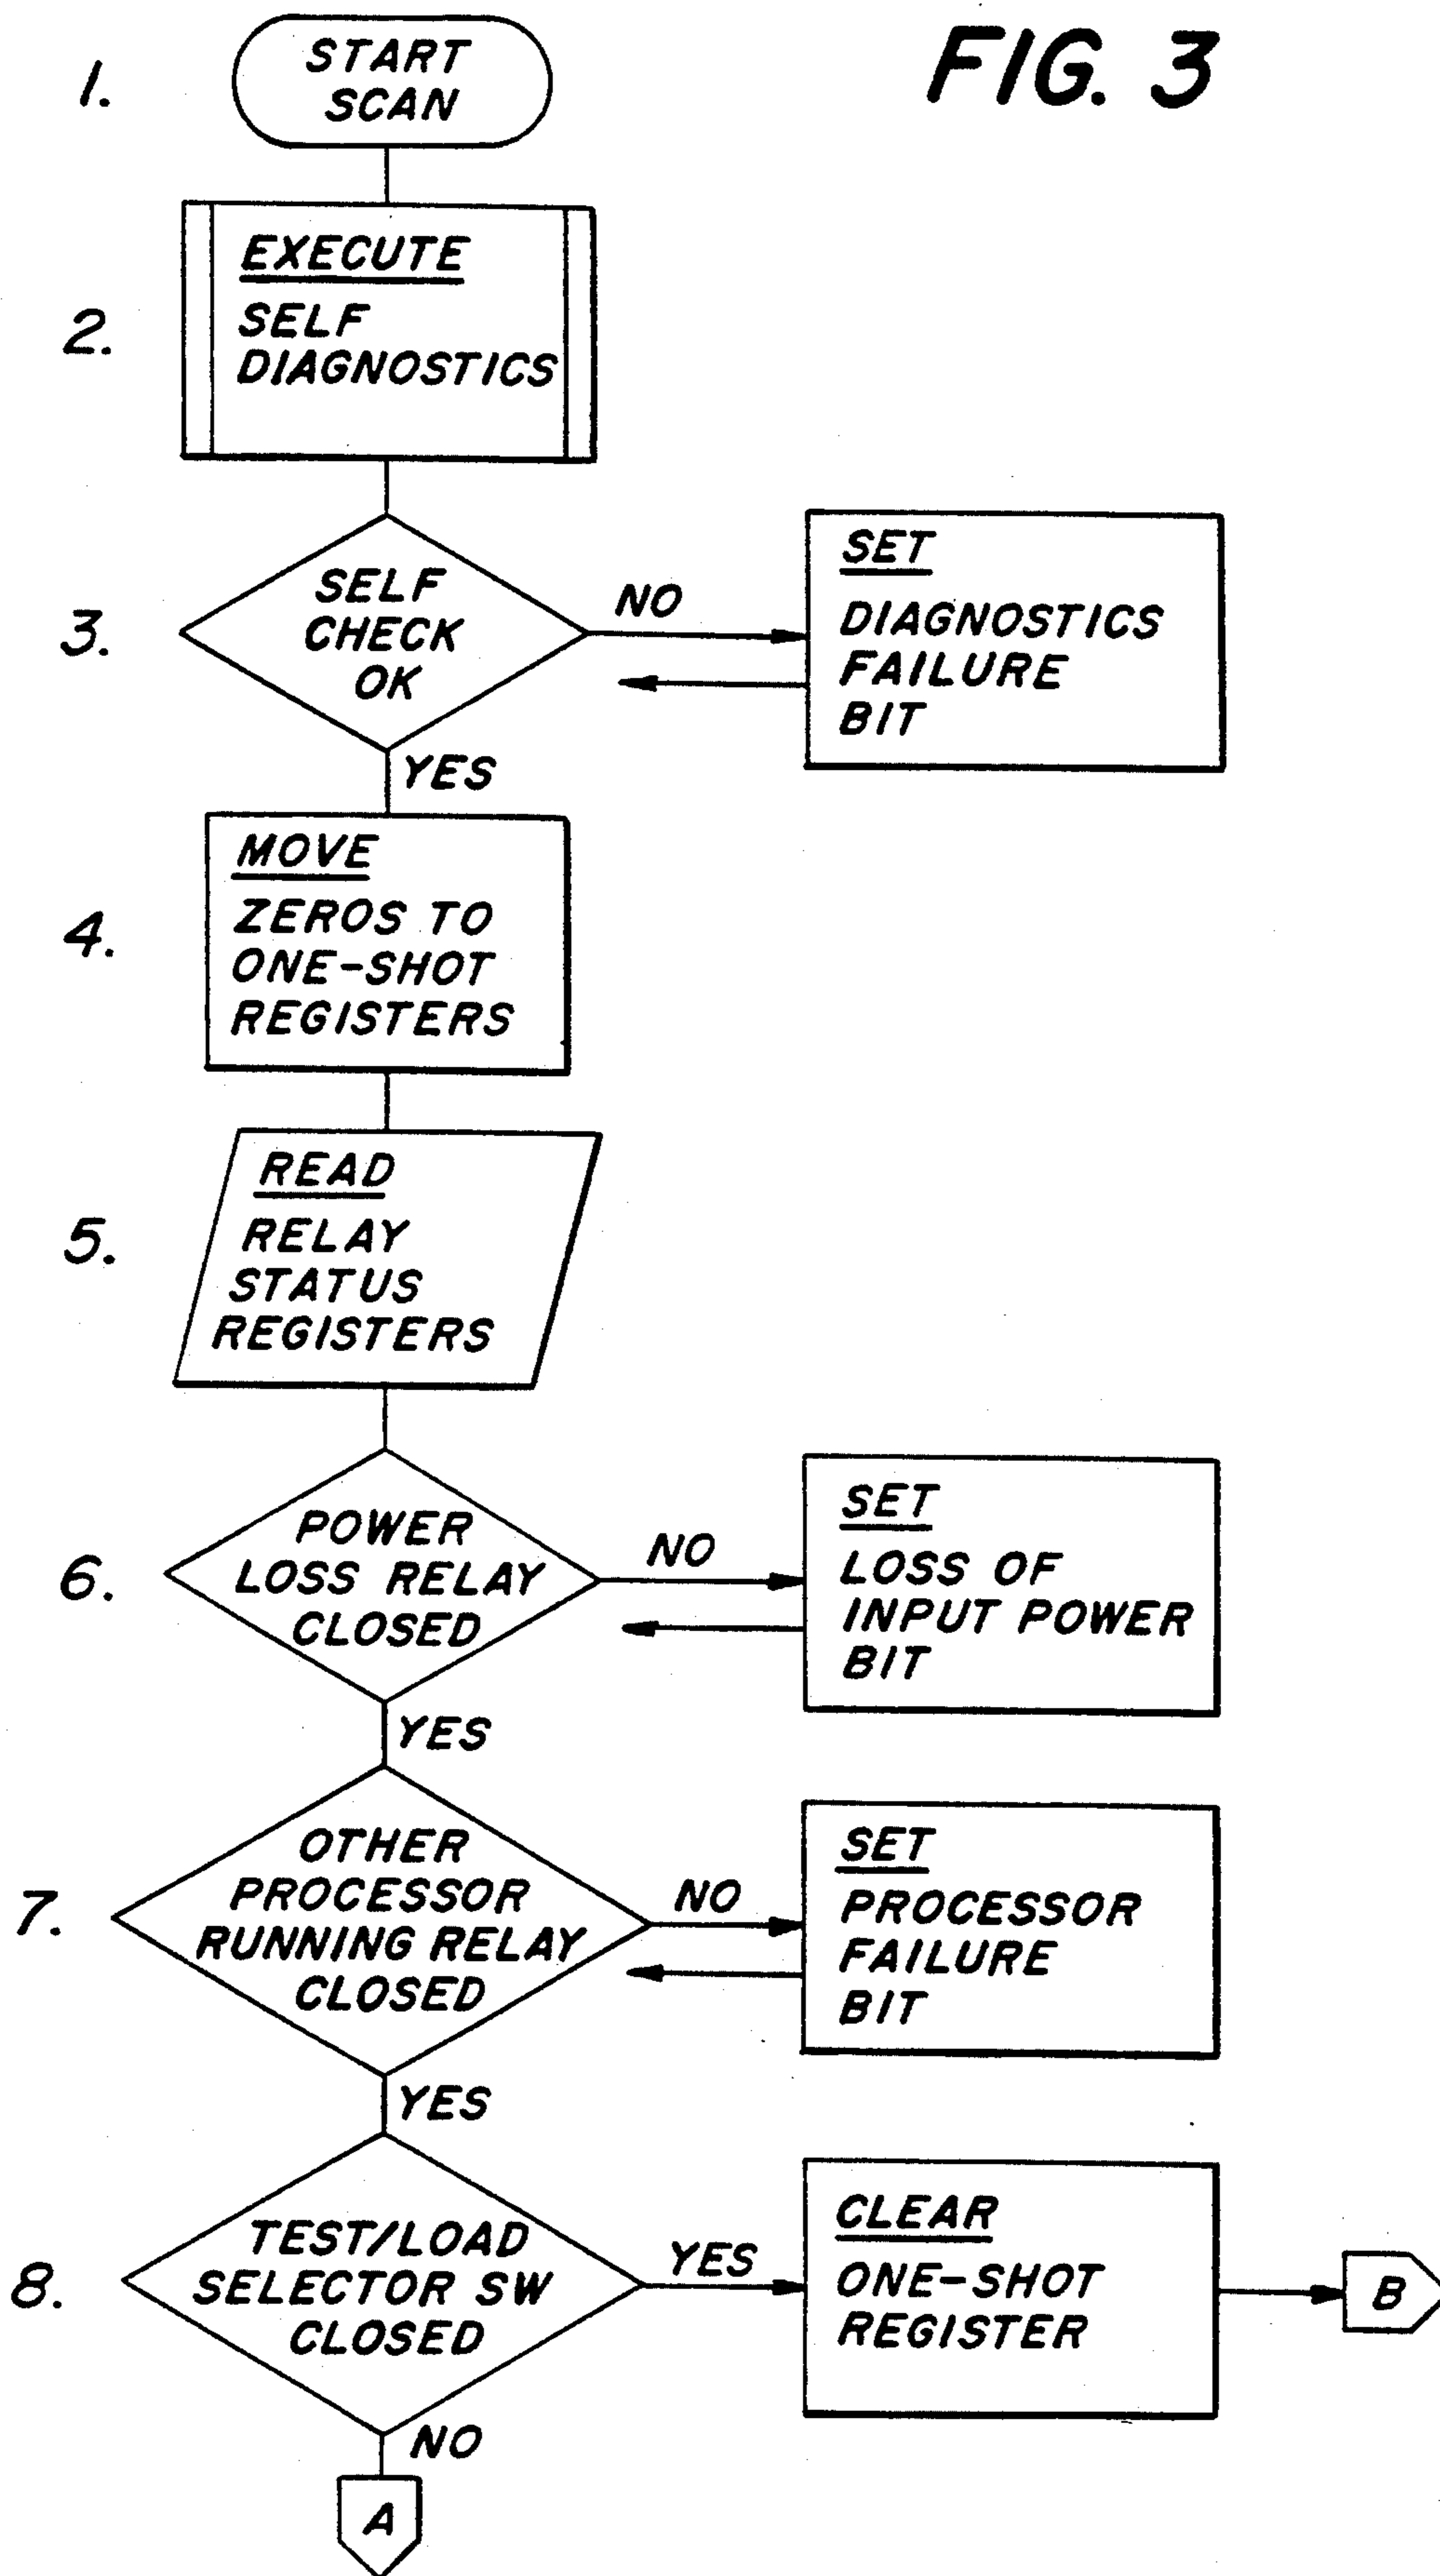 FIG. 3
1.
START
SCAN
2.
EXECUTE
SELF
DIAGNOSTICS
3.
SELF
CHECK
OK
NO
SET
DIAGNOSTICS
FAILURE
BIT
YES
4.
MOVE
ZEROS TO
ONE-SHOT
REGISTERS
5.
READ
RELAY
STATUS
REGISTERS
6.
POWER
LOSS RELAY
CLOSED
NO
SET
LOSS OF
INPUT POWER
BIT
YES
7.
OTHER
PROCESSOR
RUNNING RELAY
CLOSED
NO
SET
PROCESSOR
FAILURE
BIT
YES
8.
TEST/LOAD
SELECTOR SW
CLOSED
YES
CLEAR
ONE-SHOT
REGISTER
B
NO
A